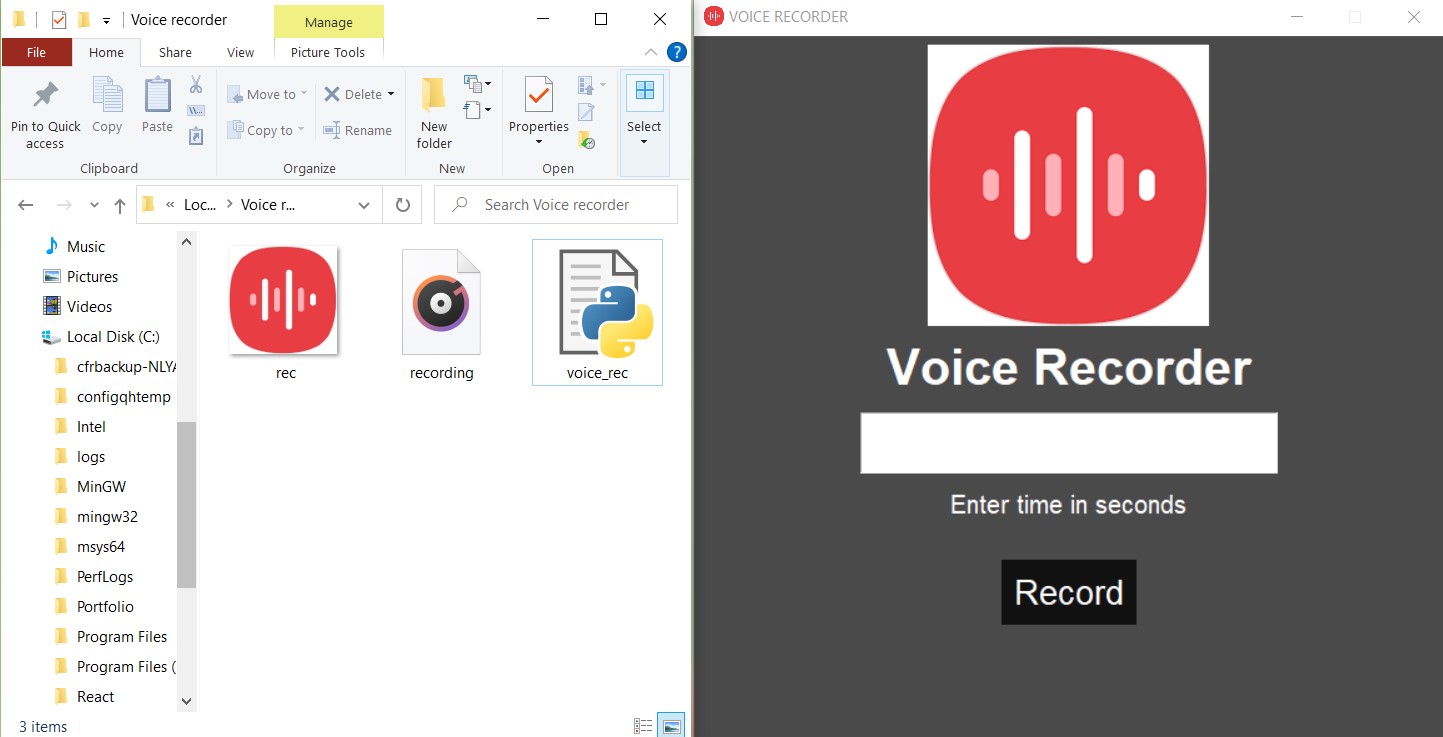 Voice recorder
Manage
File
Home
Share
View
Picture Tools
?
Pin to Quick access
Copy
Paste
\\...
Move to
Copy to
Delete
Rename
New folder
Properties
Select
Clipboard
Organize
New
Open
« Loc... > Voice r...
Search Voice recorder
Music
Pictures
Videos
Local Disk (C:)
cfrbackup-NLYA
configqhtemp
Intel
logs
MinGW
mingw32
msys64
PerfLogs
Portfolio
Program Files
Program Files (
React
rec
recording
voice_rec
3 items
VOICE RECORDER
Voice Recorder
Enter time in seconds
Record